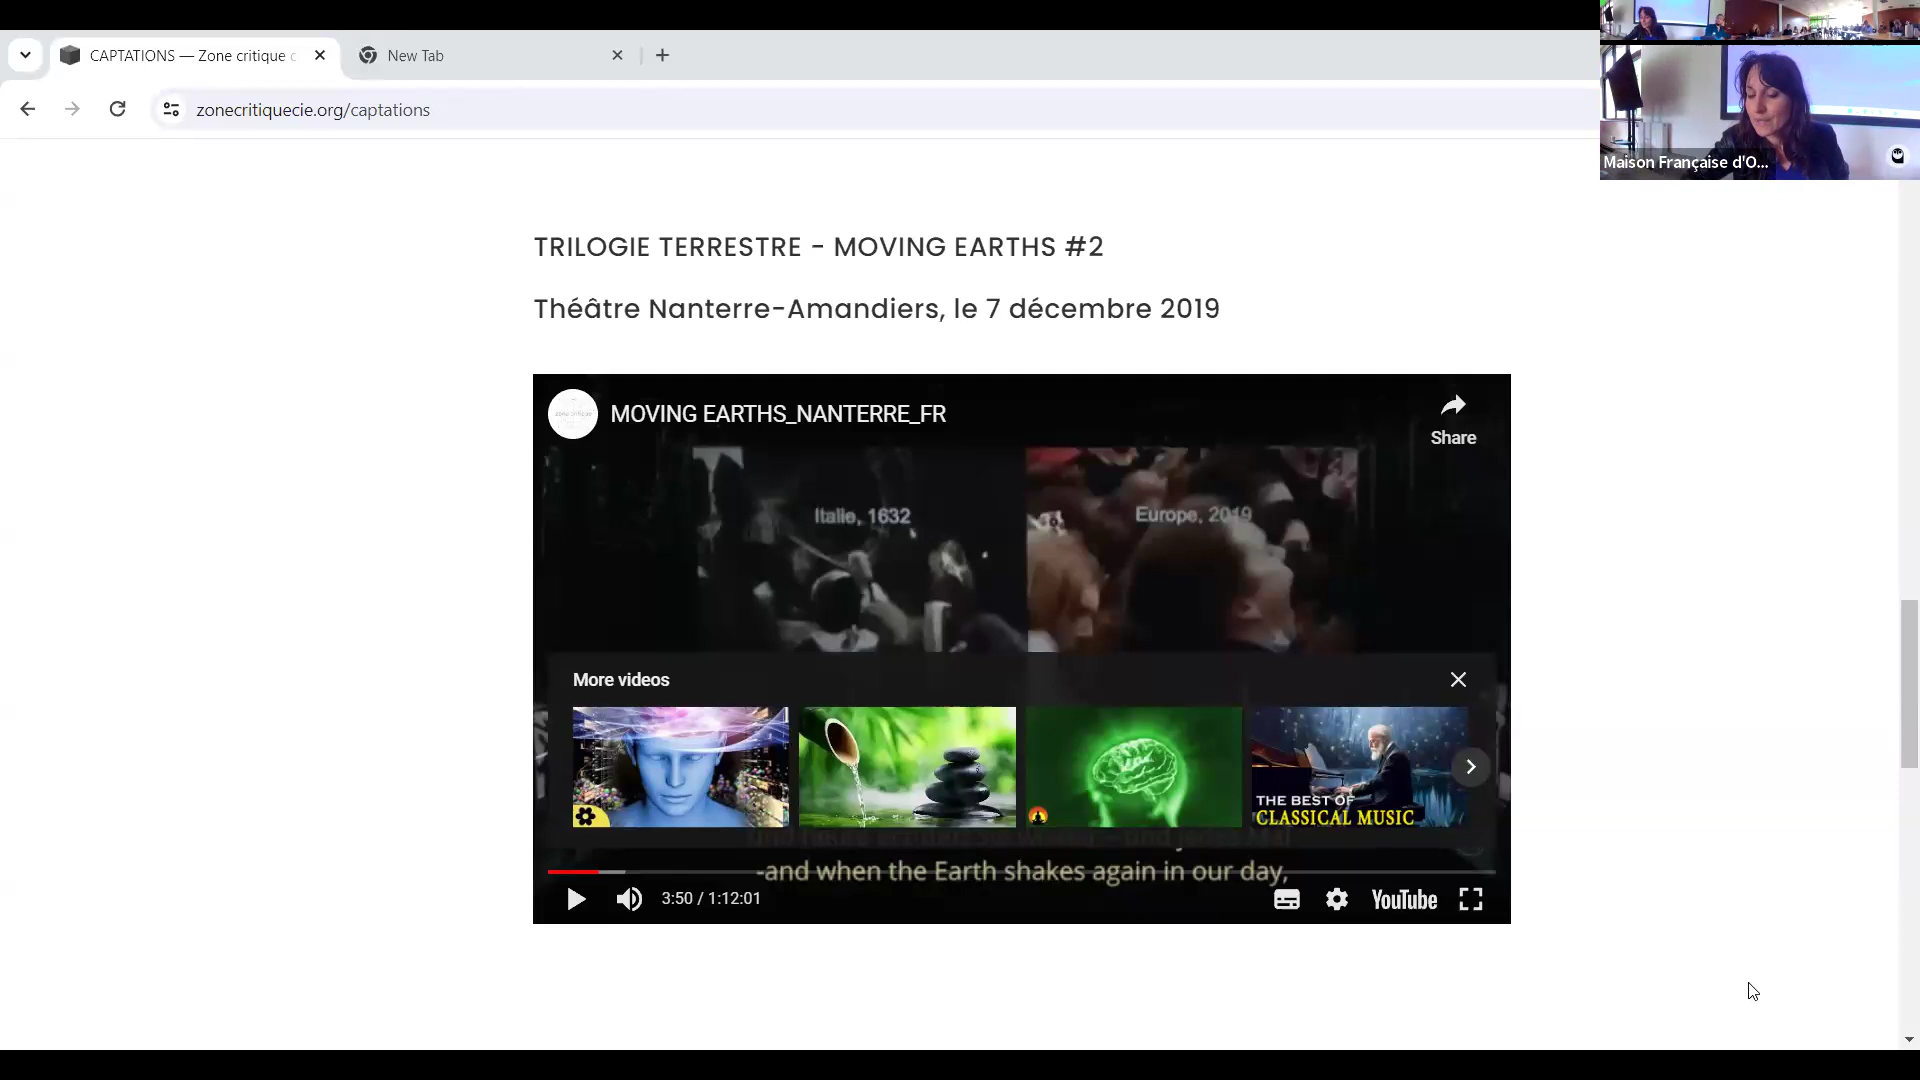 CAPTATIONS — Zone critique c
New Tab
zonecritiquecie.org/captations
Maison Française d'O...
TRILOGIE TERRESTRE - MOVING EARTHS #2
Théâtre Nanterre-Amandiers, le 7 décembre 2019
MOVING EARTHS_NANTERRE_FR
Share
Italie, 1632
Europe, 2019
More videos
THE BEST OF
CLASSICAL MUSIC
-and when the Earth shakes again in our day,
3:50 / 1:12:01
YouTube